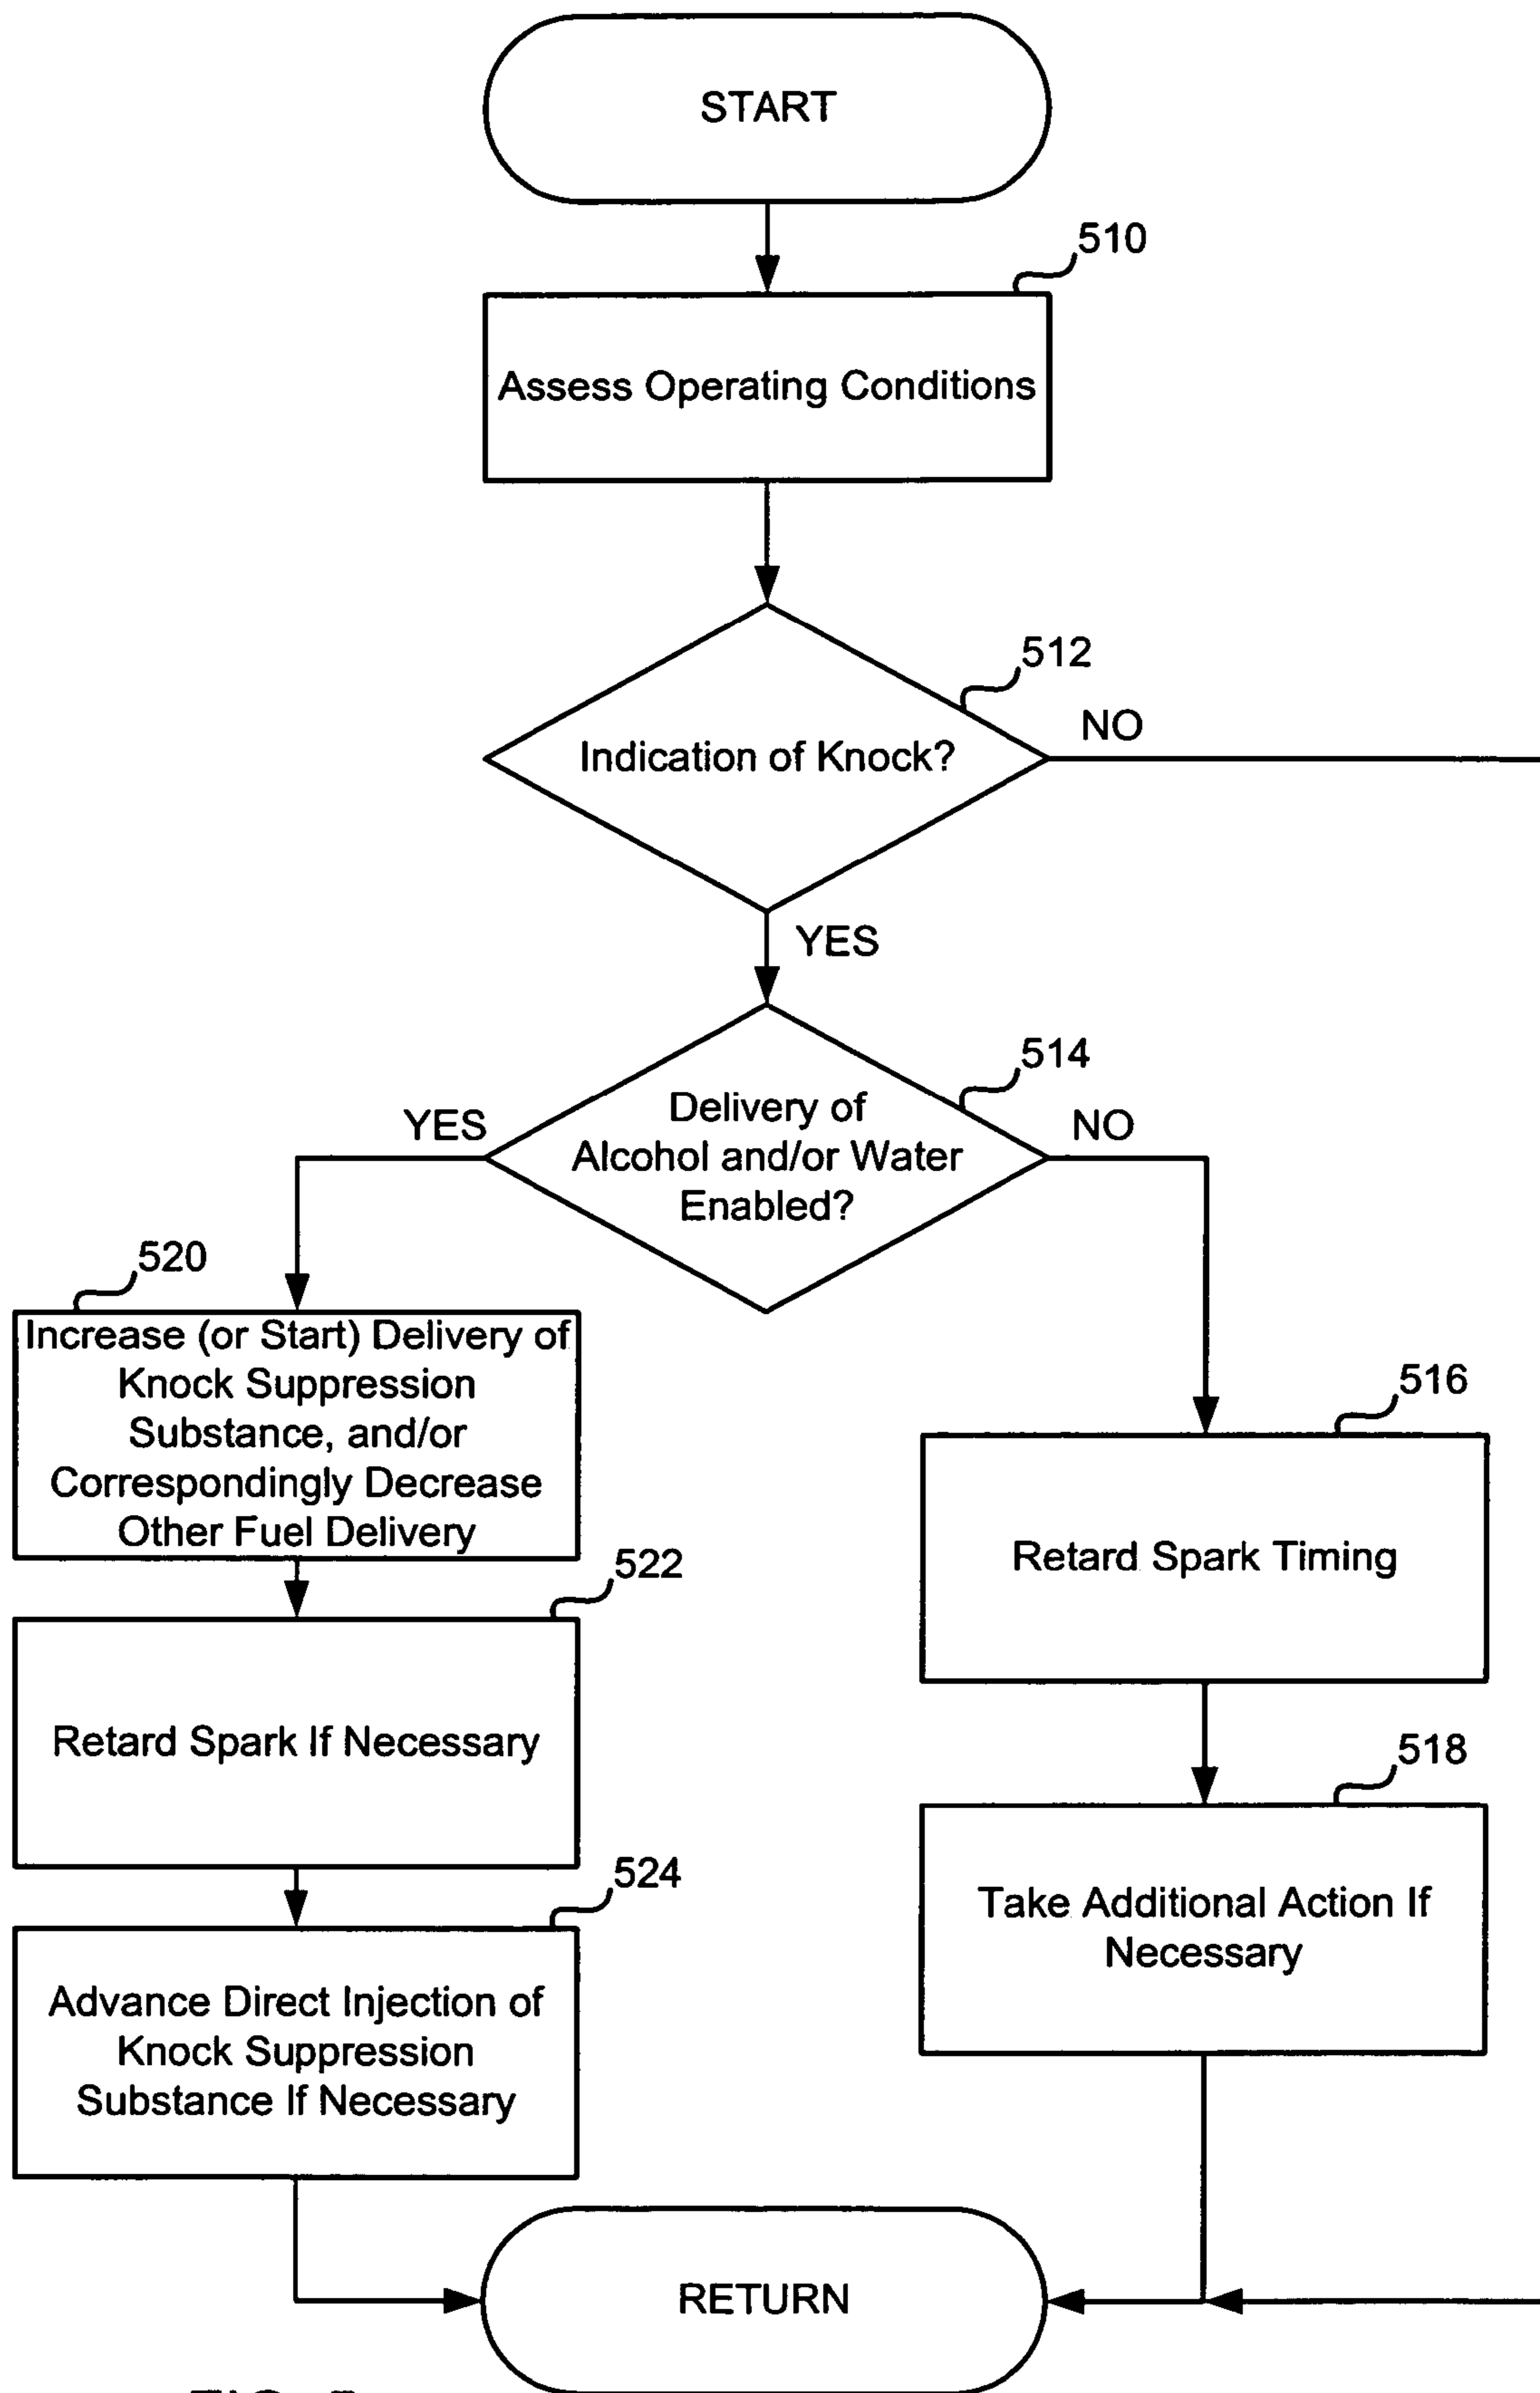 START
510
Assess Operating Conditions
512
Indication of Knock?
NO
YES
514
Delivery of
Alcohol and/or Water
Enabled?
YES
NO
520
Increase (or Start) Delivery of
Knock Suppression
Substance, and/or
Correspondingly Decrease
Other Fuel Delivery
516
Retard Spark Timing
522
Retard Spark If Necessary
518
Take Additional Action If
Necessary
524
Advance Direct Injection of
Knock Suppression
Substance If Necessary
RETURN